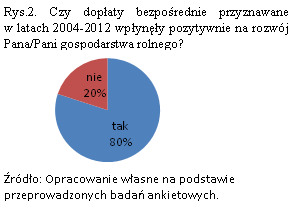 Rys.2. Czy dopłaty bezpośrednie przyznawane
w latach 2004-2012 wpłynęły pozytywnie na rozwój
Pana/Pani gospodarstwa rolnego?
nie
20%
tak
80%
Źródło: Opracowanie własne na podstawie
przeprowadzonych badań ankietowych.